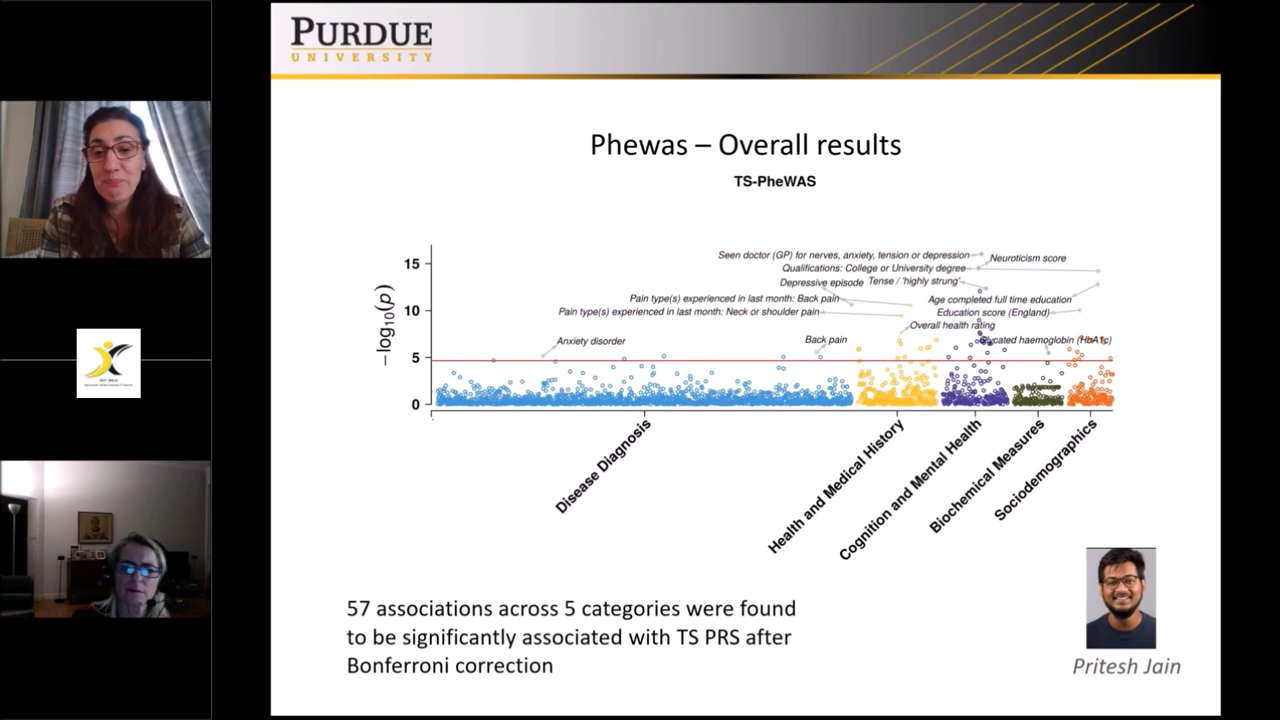 PURDUE
UNIVERSITY
Phewas – Overall results
TS-PheWAS
Seen doctor (GP) for nerves, anxiety, tension or depression
Neuroticism score
Qualifications: College or University degree
Depressive episode
Tense / 'highly strung'
Pain type(s) experienced in last month: Back pain
Age completed full time education
Pain type(s) experienced in last month: Neck or shoulder pain
Education score (England)
Overall health rating
Anxiety disorder
Back pain
Glycated haemoglobin (HbA1c)
−log10(p)
15
10
5
0
Disease Diagnosis
Health and Medical History
Cognition and Mental Health
Biochemical Measures
Sociodemographics
57 associations across 5 categories were found
to be significantly associated with TS PRS after
Bonferroni correction
Pritesh Jain